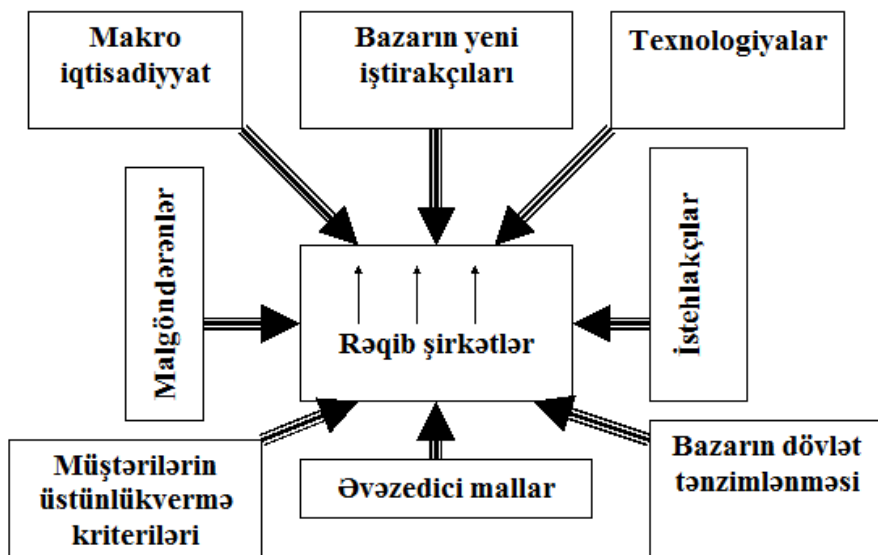 Makro
iqtisadiyyat
Bazarın yeni
iştirakçıları
Texnologiyalar
Malgöndərənlər
Rəqib şirkətlər
İstehlakçılar
Müştərilərin
üstünlükvermə
kriteriləri
Əvəzedici mallar
Bazarın dövlət
tənzimlənməsi